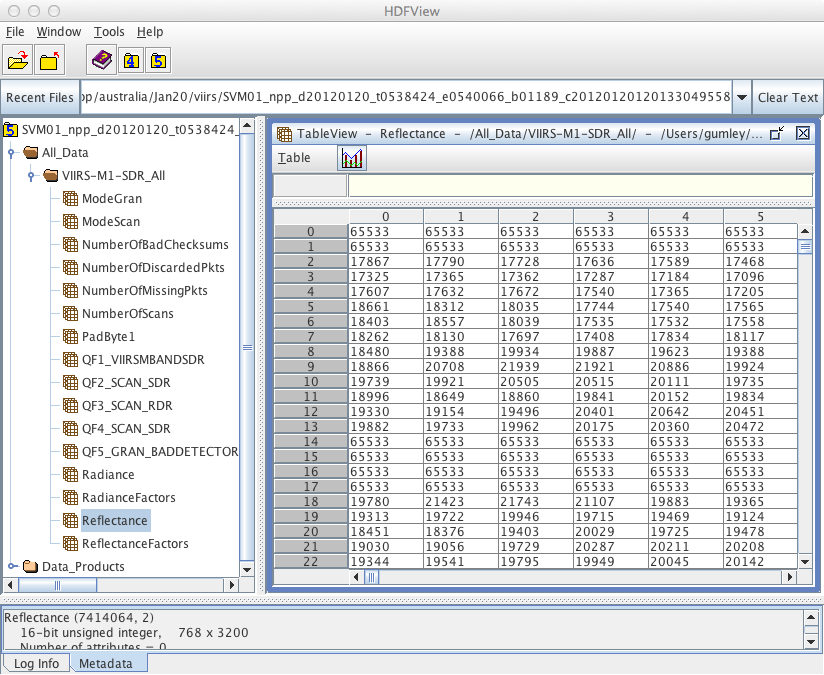 HDFView
File Window Tools Help
4 5
Recent Files op/australia/Jan20/viirs/SVM01_npp_d20120120_t0538424_e0540066_b01189_c20120120120133049558 Clear Text
5 SVM01_npp_d20120120_t0538424_
All_Data
VIIRS-M1-SDR_All
ModeGran
ModeScan
NumberOfBadChecksums
NumberOfDiscardedPkts
NumberOfMissingPkts
NumberOfScans
PadByte1
QF1_VIIRSMBANDSDR
QF2_SCAN_SDR
QF3_SCAN_RDR
QF4_SCAN_SDR
QF5_GRAN_BADDETECTOR
Radiance
RadianceFactors
Reflectance
ReflectanceFactors
Data_Products
TableView - Reflectance - /All_Data/VIIRS-M1-SDR_All/ - /Users/gumley/...
Table
0 1 2 3 4 5
0 65533 65533 65533 65533 65533 65533
1 65533 65533 65533 65533 65533 65533
2 17867 17790 17728 17636 17589 17468
3 17325 17365 17362 17287 17184 17096
4 17607 17632 17672 17540 17365 17205
5 18661 18312 18035 17744 17540 17565
6 18403 18557 18039 17535 17532 17558
7 18262 18130 17697 17408 17834 18117
8 18480 19388 19934 19887 19623 19388
9 18866 20708 21939 21921 20886 19924
10 19739 19921 20505 20515 20111 19735
11 18996 18649 18860 19841 20152 19834
12 19330 19154 19496 20401 20642 20451
13 19882 19733 19962 20175 20360 20472
14 65533 65533 65533 65533 65533 65533
15 65533 65533 65533 65533 65533 65533
16 65533 65533 65533 65533 65533 65533
17 65533 65533 65533 65533 65533 65533
18 19780 21423 21743 21107 19883 19365
19 19313 19722 19946 19715 19469 19124
20 18451 18376 19403 20029 19725 19478
21 19030 19056 19729 20287 20211 20208
22 19344 19541 19795 19949 20045 20142
Reflectance (7414064, 2)
16-bit unsigned integer, 768 x 3200
Number of attributes = 0
Log Info Metadata